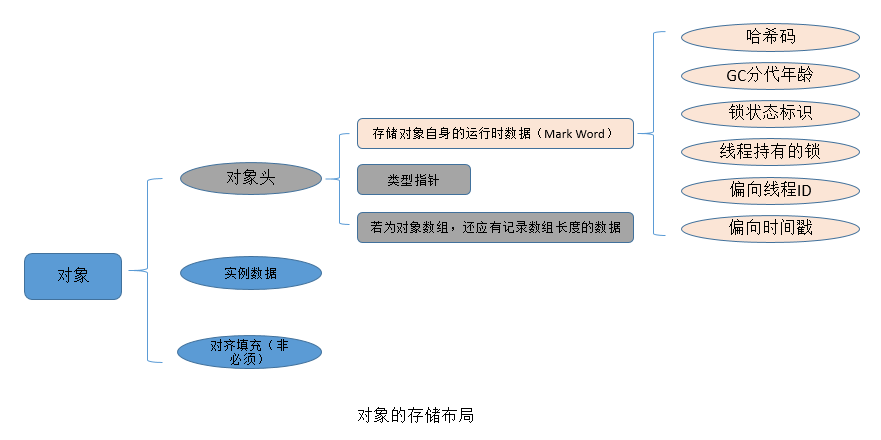 哈希码
GC分代年龄
锁状态标识
线程持有的锁
偏向线程ID
偏向时间戳
存储对象自身的运行时数据（Mark Word）
类型指针
若为对象数组，还应有记录数组长度的数据
对象头
实例数据
对齐填充（非
必须）
对象
对象的存储布局